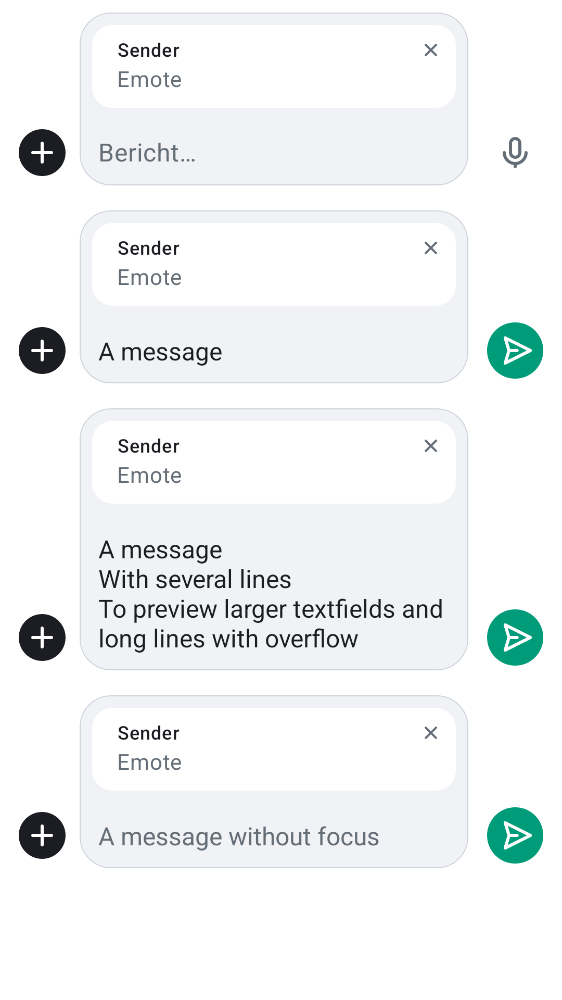 Sender
Emote
Bericht…
Sender
Emote
A message
Sender
Emote
A message
With several lines
To preview larger textfields and
long lines with overflow
Sender
Emote
A message without focus